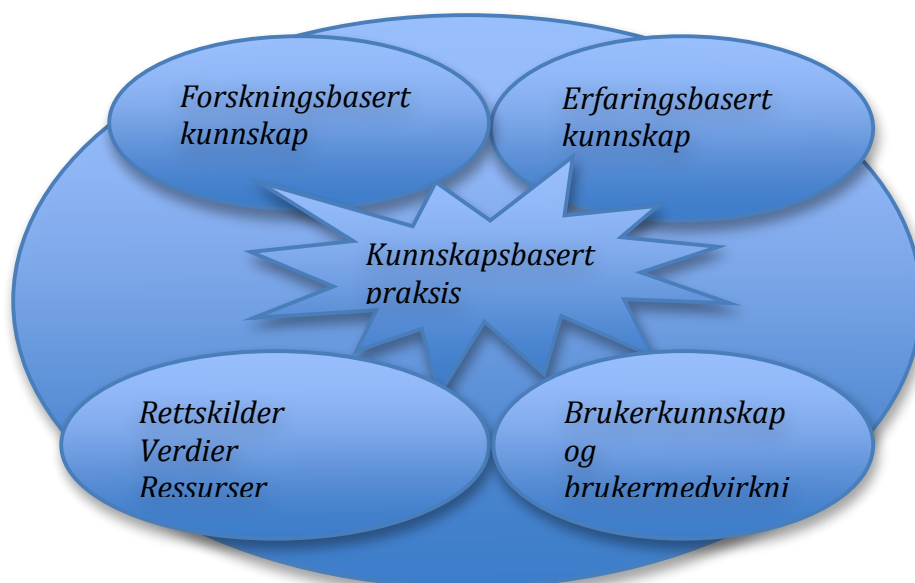 Forskningsbasert
kunnskap
Erfaringsbasert
kunnskap
Kunnskapsbasert
praksis
Rettskilder
Verdier
Ressurser
Brukerkunnskap
og
brukermedvirkni